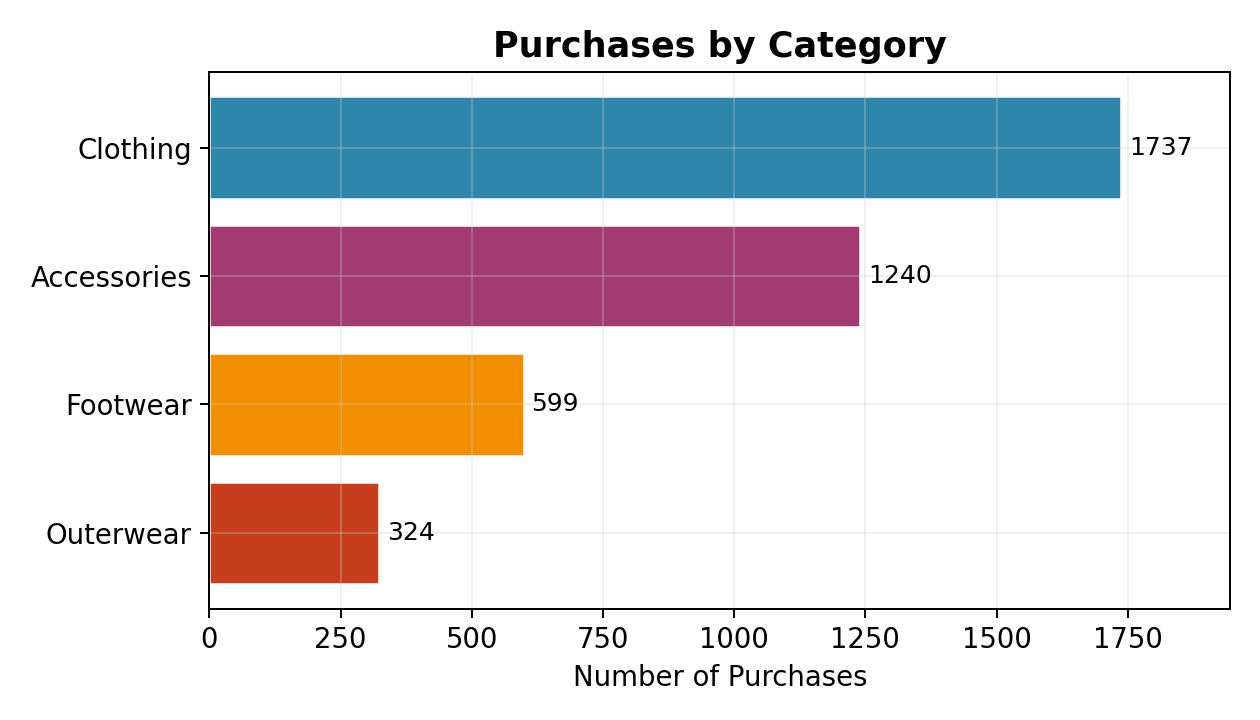 Purchases by Category
Clothing
1737
Accessories
1240
Footwear
599
Outerwear
324
0 250 500 750 1000 1250 1500 1750
Number of Purchases